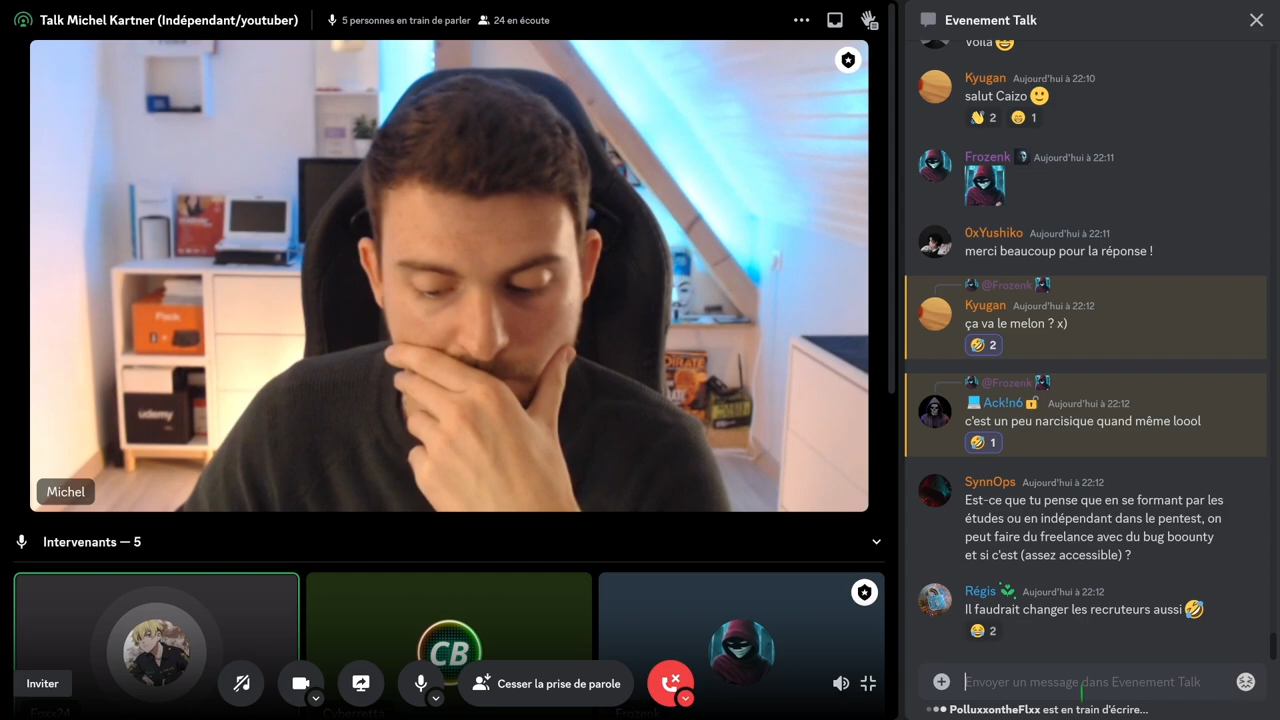 Talk Michel Kartner (Indépendant/youtuber)
5 personnes en train de parler
24 en écoute
Pack
udemy
PIRATE
Michel
Intervenants — 5
CB
Cyberretta
Frozenk
Inviter
Cesser la prise de parole
Evenement Talk
Voilà
Kyugan Aujourd'hui à 22:10
salut Caizo
2 1
Frozenk Aujourd'hui à 22:11
0xYushiko Aujourd'hui à 22:11
merci beaucoup pour la réponse !
@Frozenk
Kyugan Aujourd'hui à 22:12
ça va le melon ? x)
2
@Frozenk
Ack!n6 Aujourd'hui à 22:12
c'est un peu narcisique quand même loool
1
SynnOps Aujourd'hui à 22:12
Est-ce que tu pense que en se formant par les
études ou en indépendant dans le pentest, on
peut faire du freelance avec du bug boounty
et si c'est (assez accessible) ?
Régis Aujourd'hui à 22:12
Il faudrait changer les recruteurs aussi
2
Envoyer un message dans Evenement Talk
PolluxxontheFlxx est en train d'écrire...